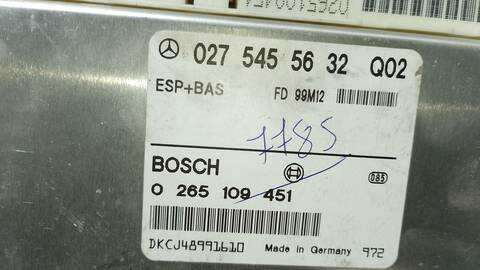 027 545 56 32 Q02
ESP+BAS FD 99M12
1185
BOSCH
085
0 265 109 451
DKCJ48991610 Made in Germany 972